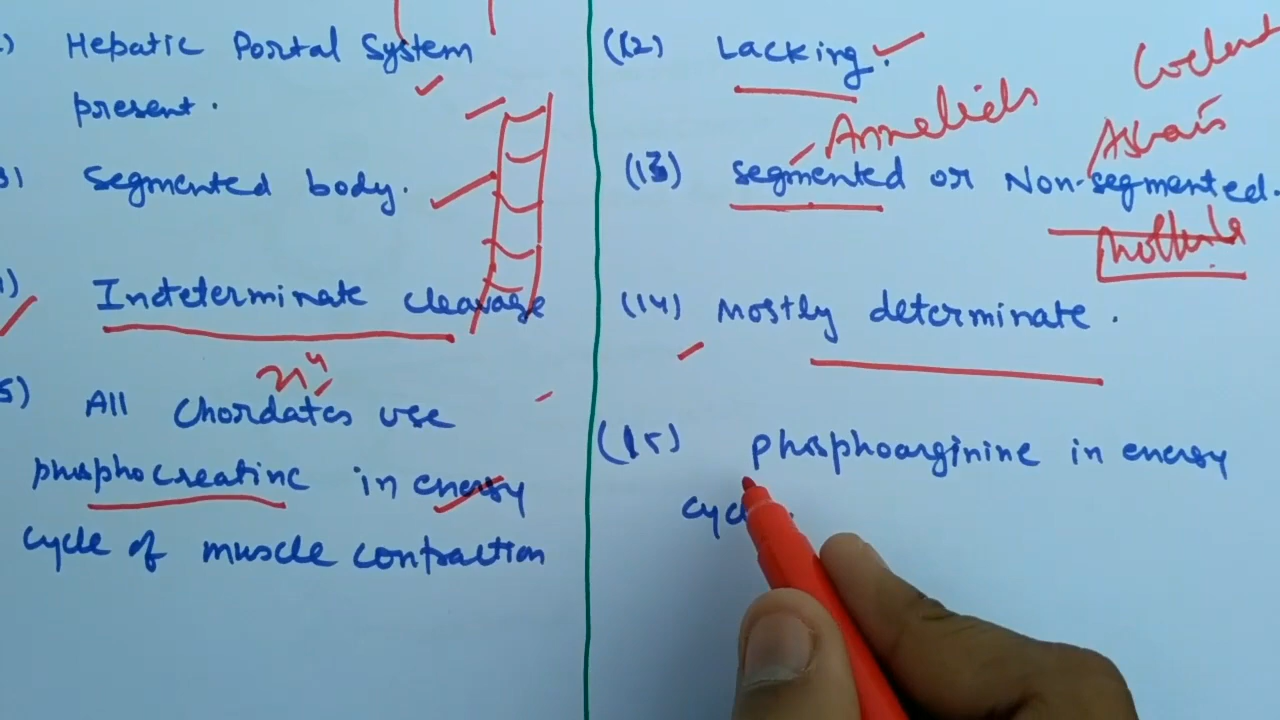 Hepatic Portal System
present.
Segmented body.
Indeterminate cleavage
All Chordates use
phosphocreatine in energy
cycle of muscle contraction
(12) Lacking.
Annelids
(13) segmented or Non-segmented.
(14) Mostly determinate.
(15) phosphoarginine in energy